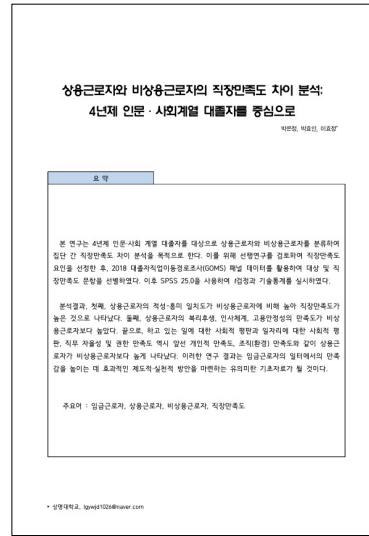 상용근로자와 비상용근로자의 직장만족도 차이 분석:
4년제 인문 · 사회계열 대졸자를 중심으로
박은정, 박효인, 이효정*
요 약
본 연구는 4년제 인문·사회 계열 대졸자를 대상으로 상용근로자와 비상용근로자를 분류하여
집단 간 직장만족도 차이 분석을 목적으로 한다. 이를 위해 선행연구를 검토하여 직장만족도
요인을 선정한 후, 2018 대졸자직업이동경로조사(GOMS) 패널 데이터를 활용하여 대상 및 직
장만족도 문항을 선별하였다. 이후 SPSS 25.0을 사용하여 t검정과 기술통계를 실시하였다.
분석결과, 첫째, 상용근로자의 적성-흥미 일치도가 비상용근로자에 비해 높아 직장만족도가
높은 것으로 나타났다. 둘째, 상용근로자의 복리후생, 인사체계, 고용안정성의 만족도가 비상
용근로자보다 높았다. 끝으로, 하고 있는 일에 대한 사회적 평판과 일자리에 대한 사회적 평
판, 직무 자율성 및 권한 만족도 역시 앞선 개인적 만족도, 조직(환경) 만족도와 같이 상용근
로자가 비상용근로자보다 높게 나타났다. 이러한 연구 결과는 임금근로자의 일터에서의 만족
감을 높이는 데 효과적인 제도적·실천적 방안을 마련하는 유의미한 기초자료가 될 것이다.
주요어 : 임금근로자, 상용근로자, 비상용근로자, 직장만족도
* 상명대학교, lgywjd1026@naver.com